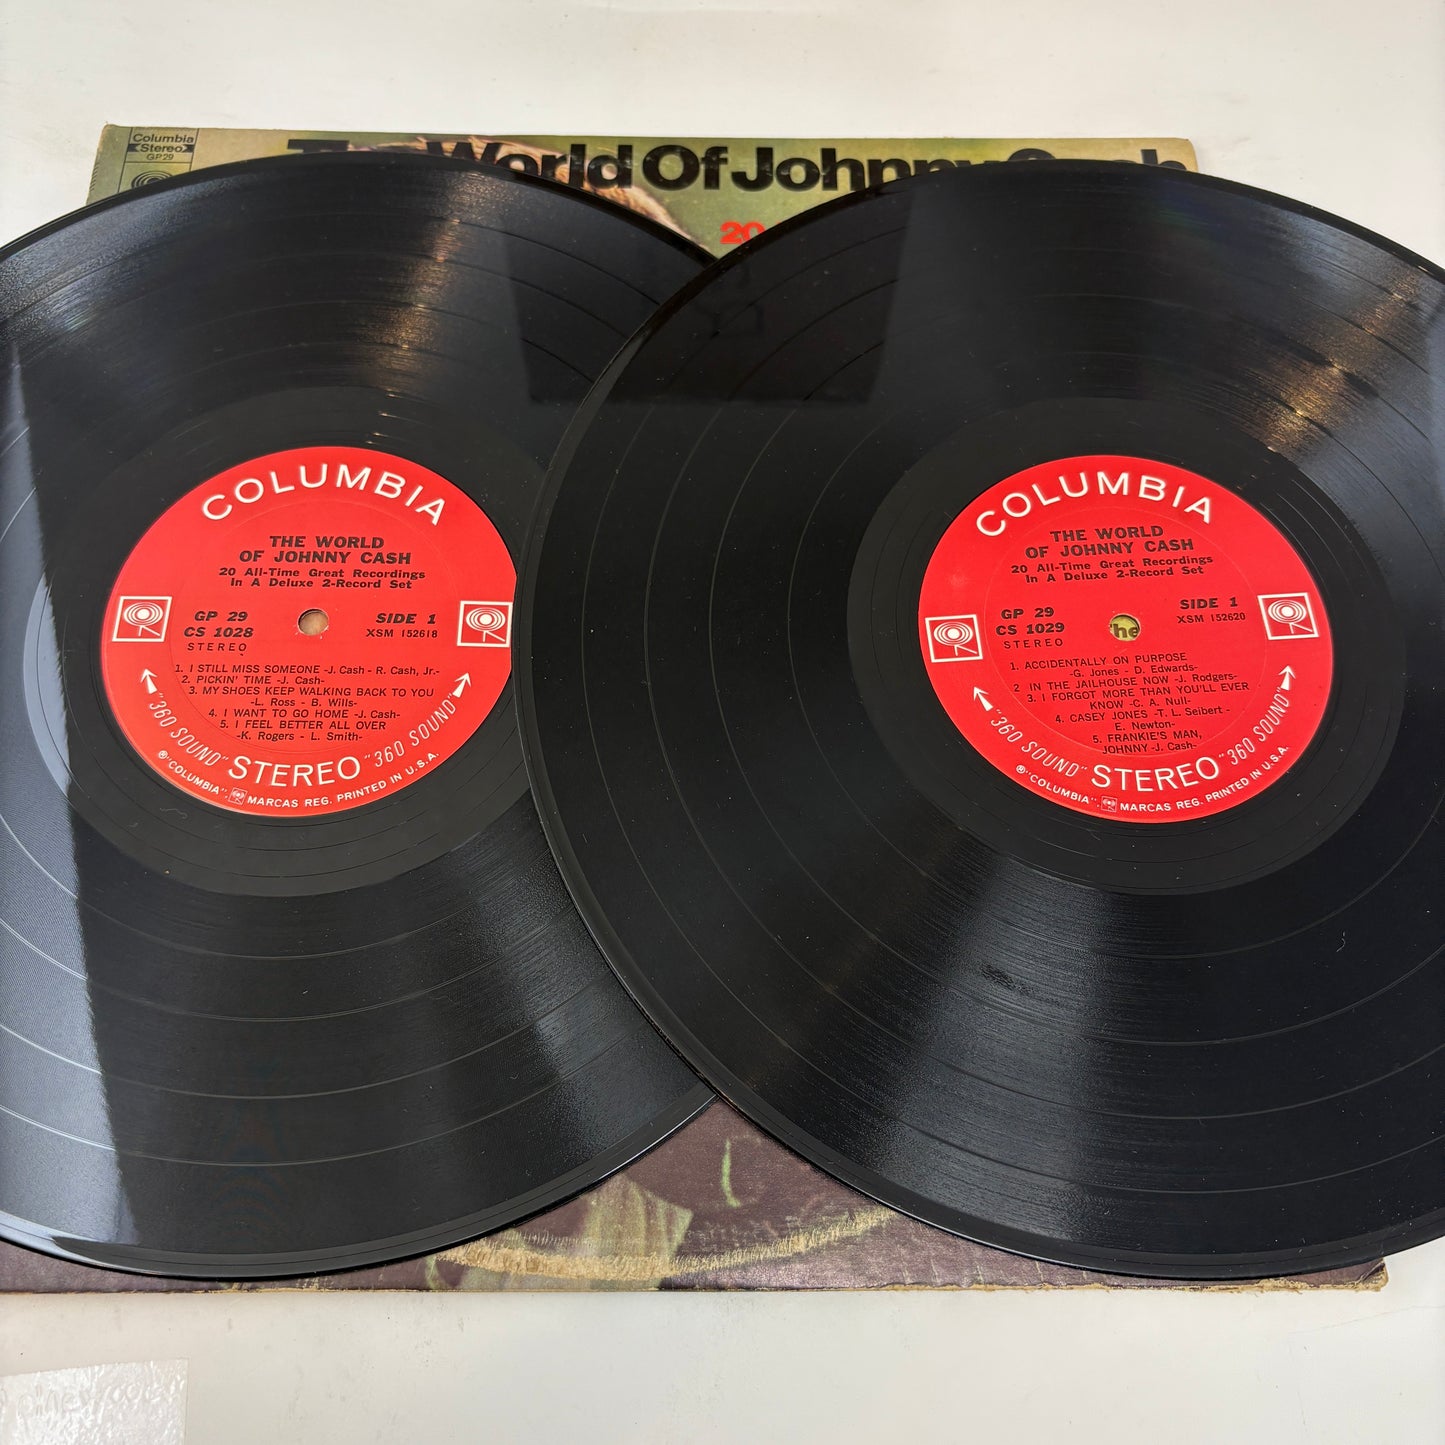 Columbia
Stereo
GP 29
The World Of Johnny Cash
20
COLUMBIA
THE WORLD
OF JOHNNY CASH
20 All-Time Great Recordings
In A Deluxe 2-Record Set
GP 29 SIDE 1
CS 1028 XSM 152618
STEREO
1. I STILL MISS SOMEONE -J. Cash - R. Cash, Jr.-
2. PICKIN' TIME -J. Cash-
3. MY SHOES KEEP WALKING BACK TO YOU
-L. Ross - B. Wills-
4. I WANT TO GO HOME -J. Cash-
5. I FEEL BETTER ALL OVER
-K. Rogers - L. Smith-
"360 SOUND" STEREO "360 SOUND"
® "COLUMBIA", MARCAS REG. PRINTED IN U.S.A.
COLUMBIA
THE WORLD
OF JOHNNY CASH
20 All-Time Great Recordings
In A Deluxe 2-Record Set
GP 29 SIDE 1
CS 1029 XSM 152620
STEREO
he
1. ACCIDENTALLY ON PURPOSE
-G. Jones - D. Edwards-
2 IN THE JAILHOUSE NOW -J. Rodgers-
3. I FORGOT MORE THAN YOU'LL EVER
KNOW -C. A. Null-
4. CASEY JONES -T. L. Seibert -
E. Newton-
5. FRANKIE'S MAN,
JOHNNY -J. Cash-
"360 SOUND" STEREO "360 SOUND"
® "COLUMBIA", MARCAS REG. PRINTED IN U.S.A.